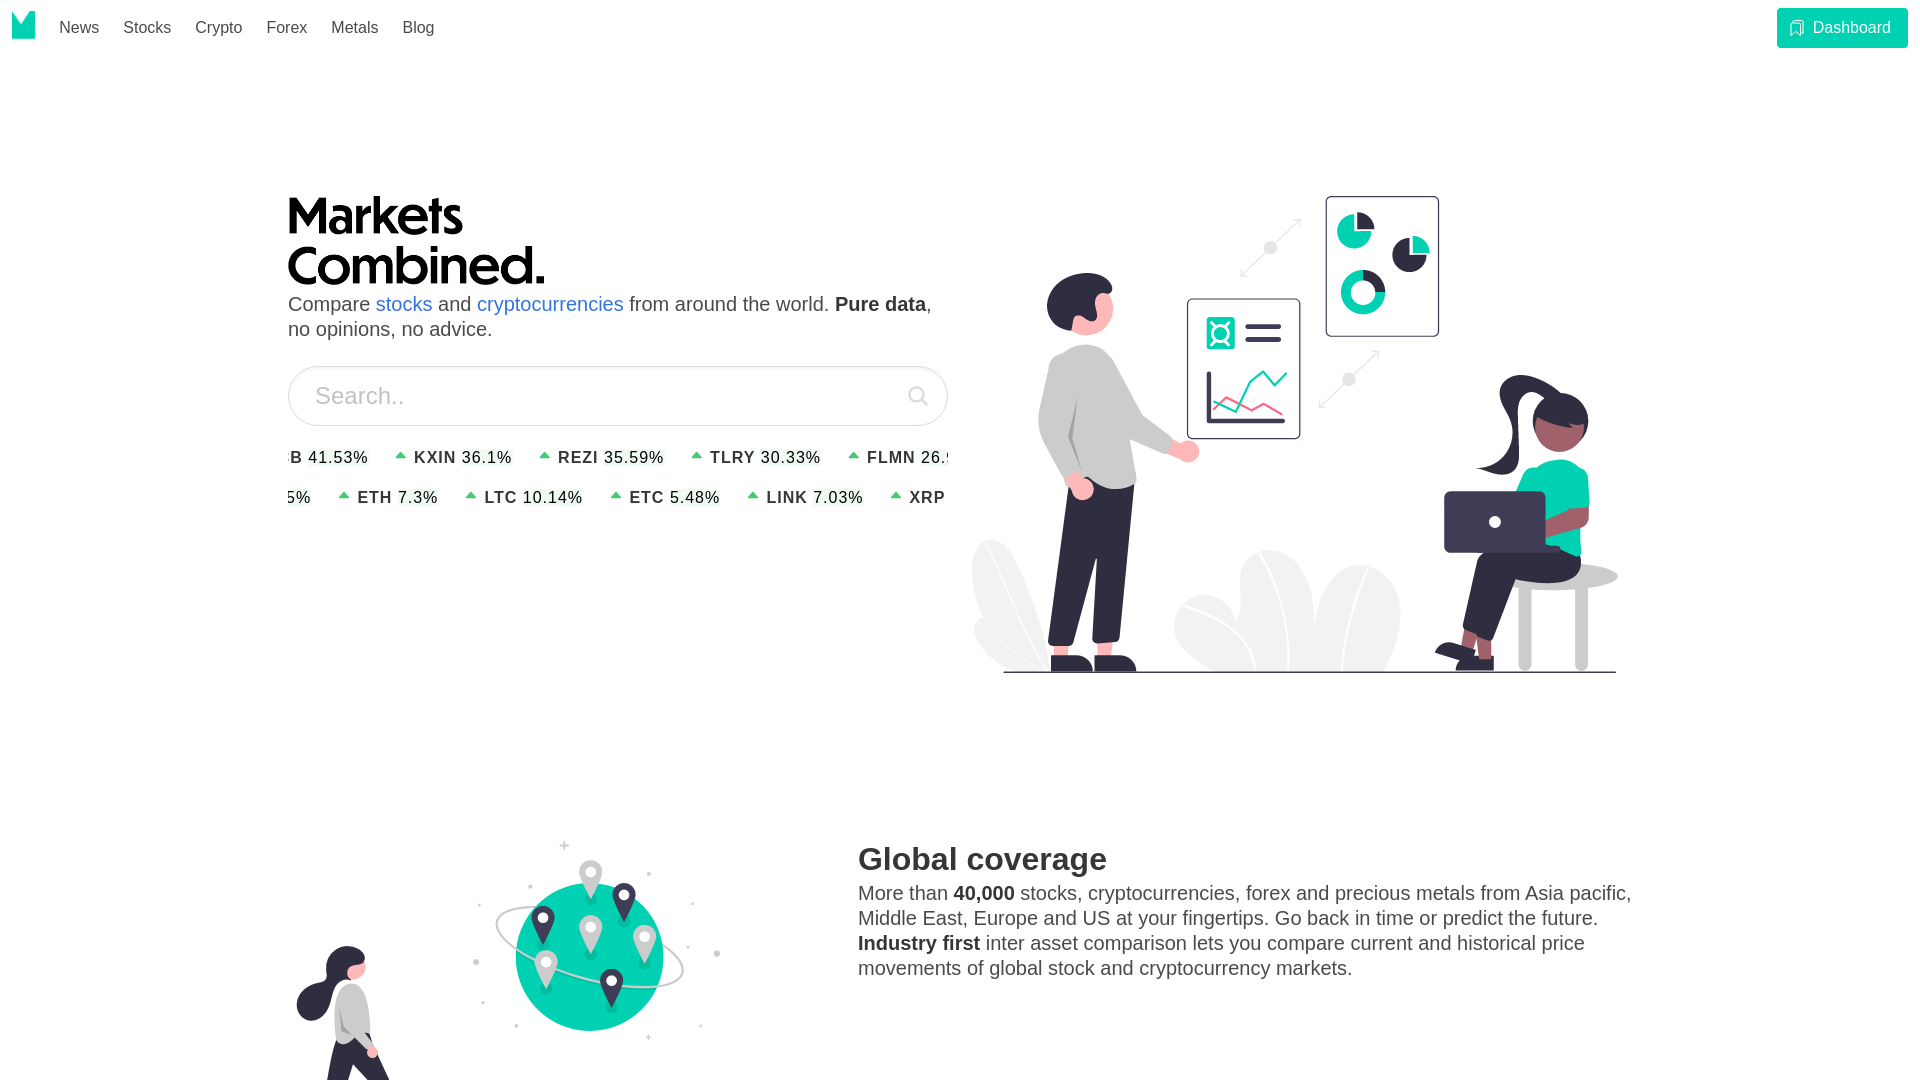 News Stocks Crypto Forex Metals Blog Dashboard
Markets
Combined.
Compare stocks and cryptocurrencies from around the world. Pure data,
no opinions, no advice.
Search..
B 41.53% KXIN 36.1% REZI 35.59% TLRY 30.33% FLMN 26.
5% ETH 7.3% LTC 10.14% ETC 5.48% LINK 7.03% XRP
Global coverage
More than 40,000 stocks, cryptocurrencies, forex and precious metals from Asia pacific,
Middle East, Europe and US at your fingertips. Go back in time or predict the future.
Industry first inter asset comparison lets you compare current and historical price
movements of global stock and cryptocurrency markets.